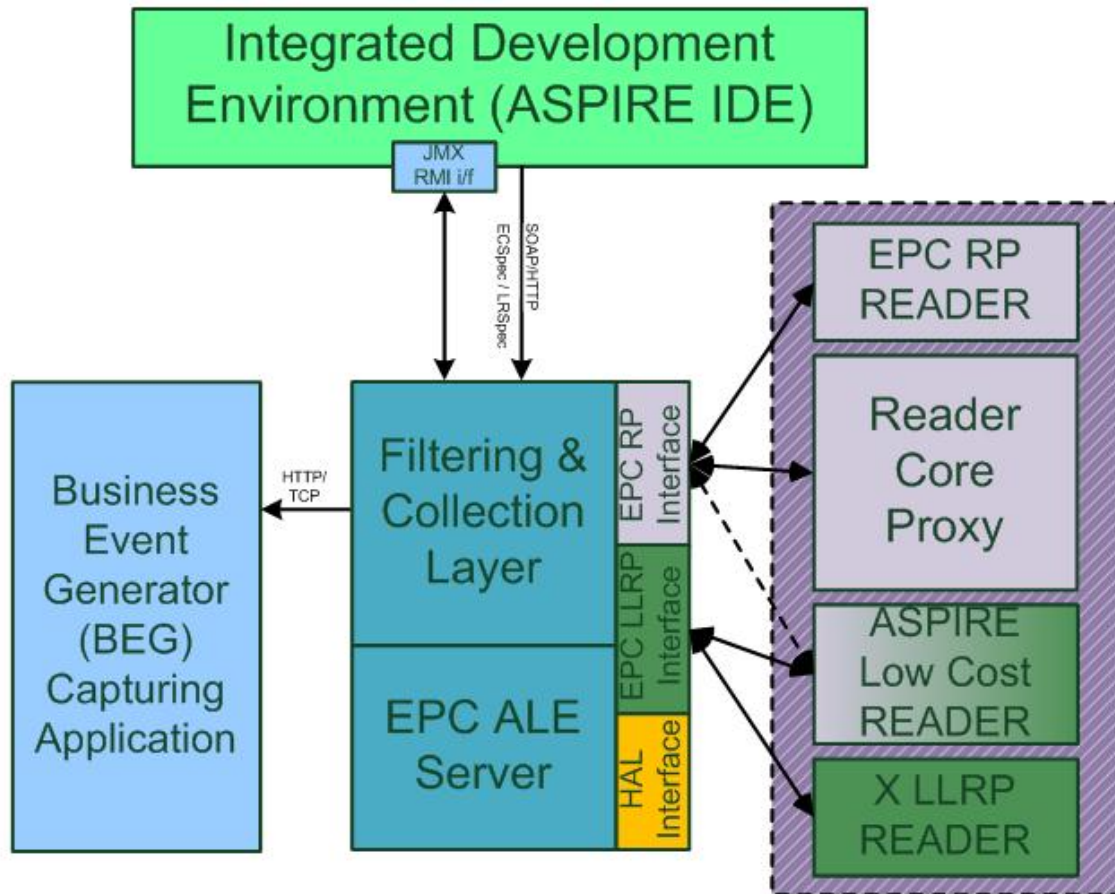 Integrated Development
Environment (ASPIRE IDE)
JMX
RMI i/f
SOAP/HTTP
ECSpec / LRSpec
EPC RP
READER
Reader
Core
Proxy
ASPIRE
Low Cost
READER
X LLRP
READER
Business
Event
Generator
(BEG)
Capturing
Application
HTTP/
TCP
Filtering &
Collection
Layer
EPC ALE
Server
EPC RP
Interface
EPC LLRP
Interface
HAL
Interface